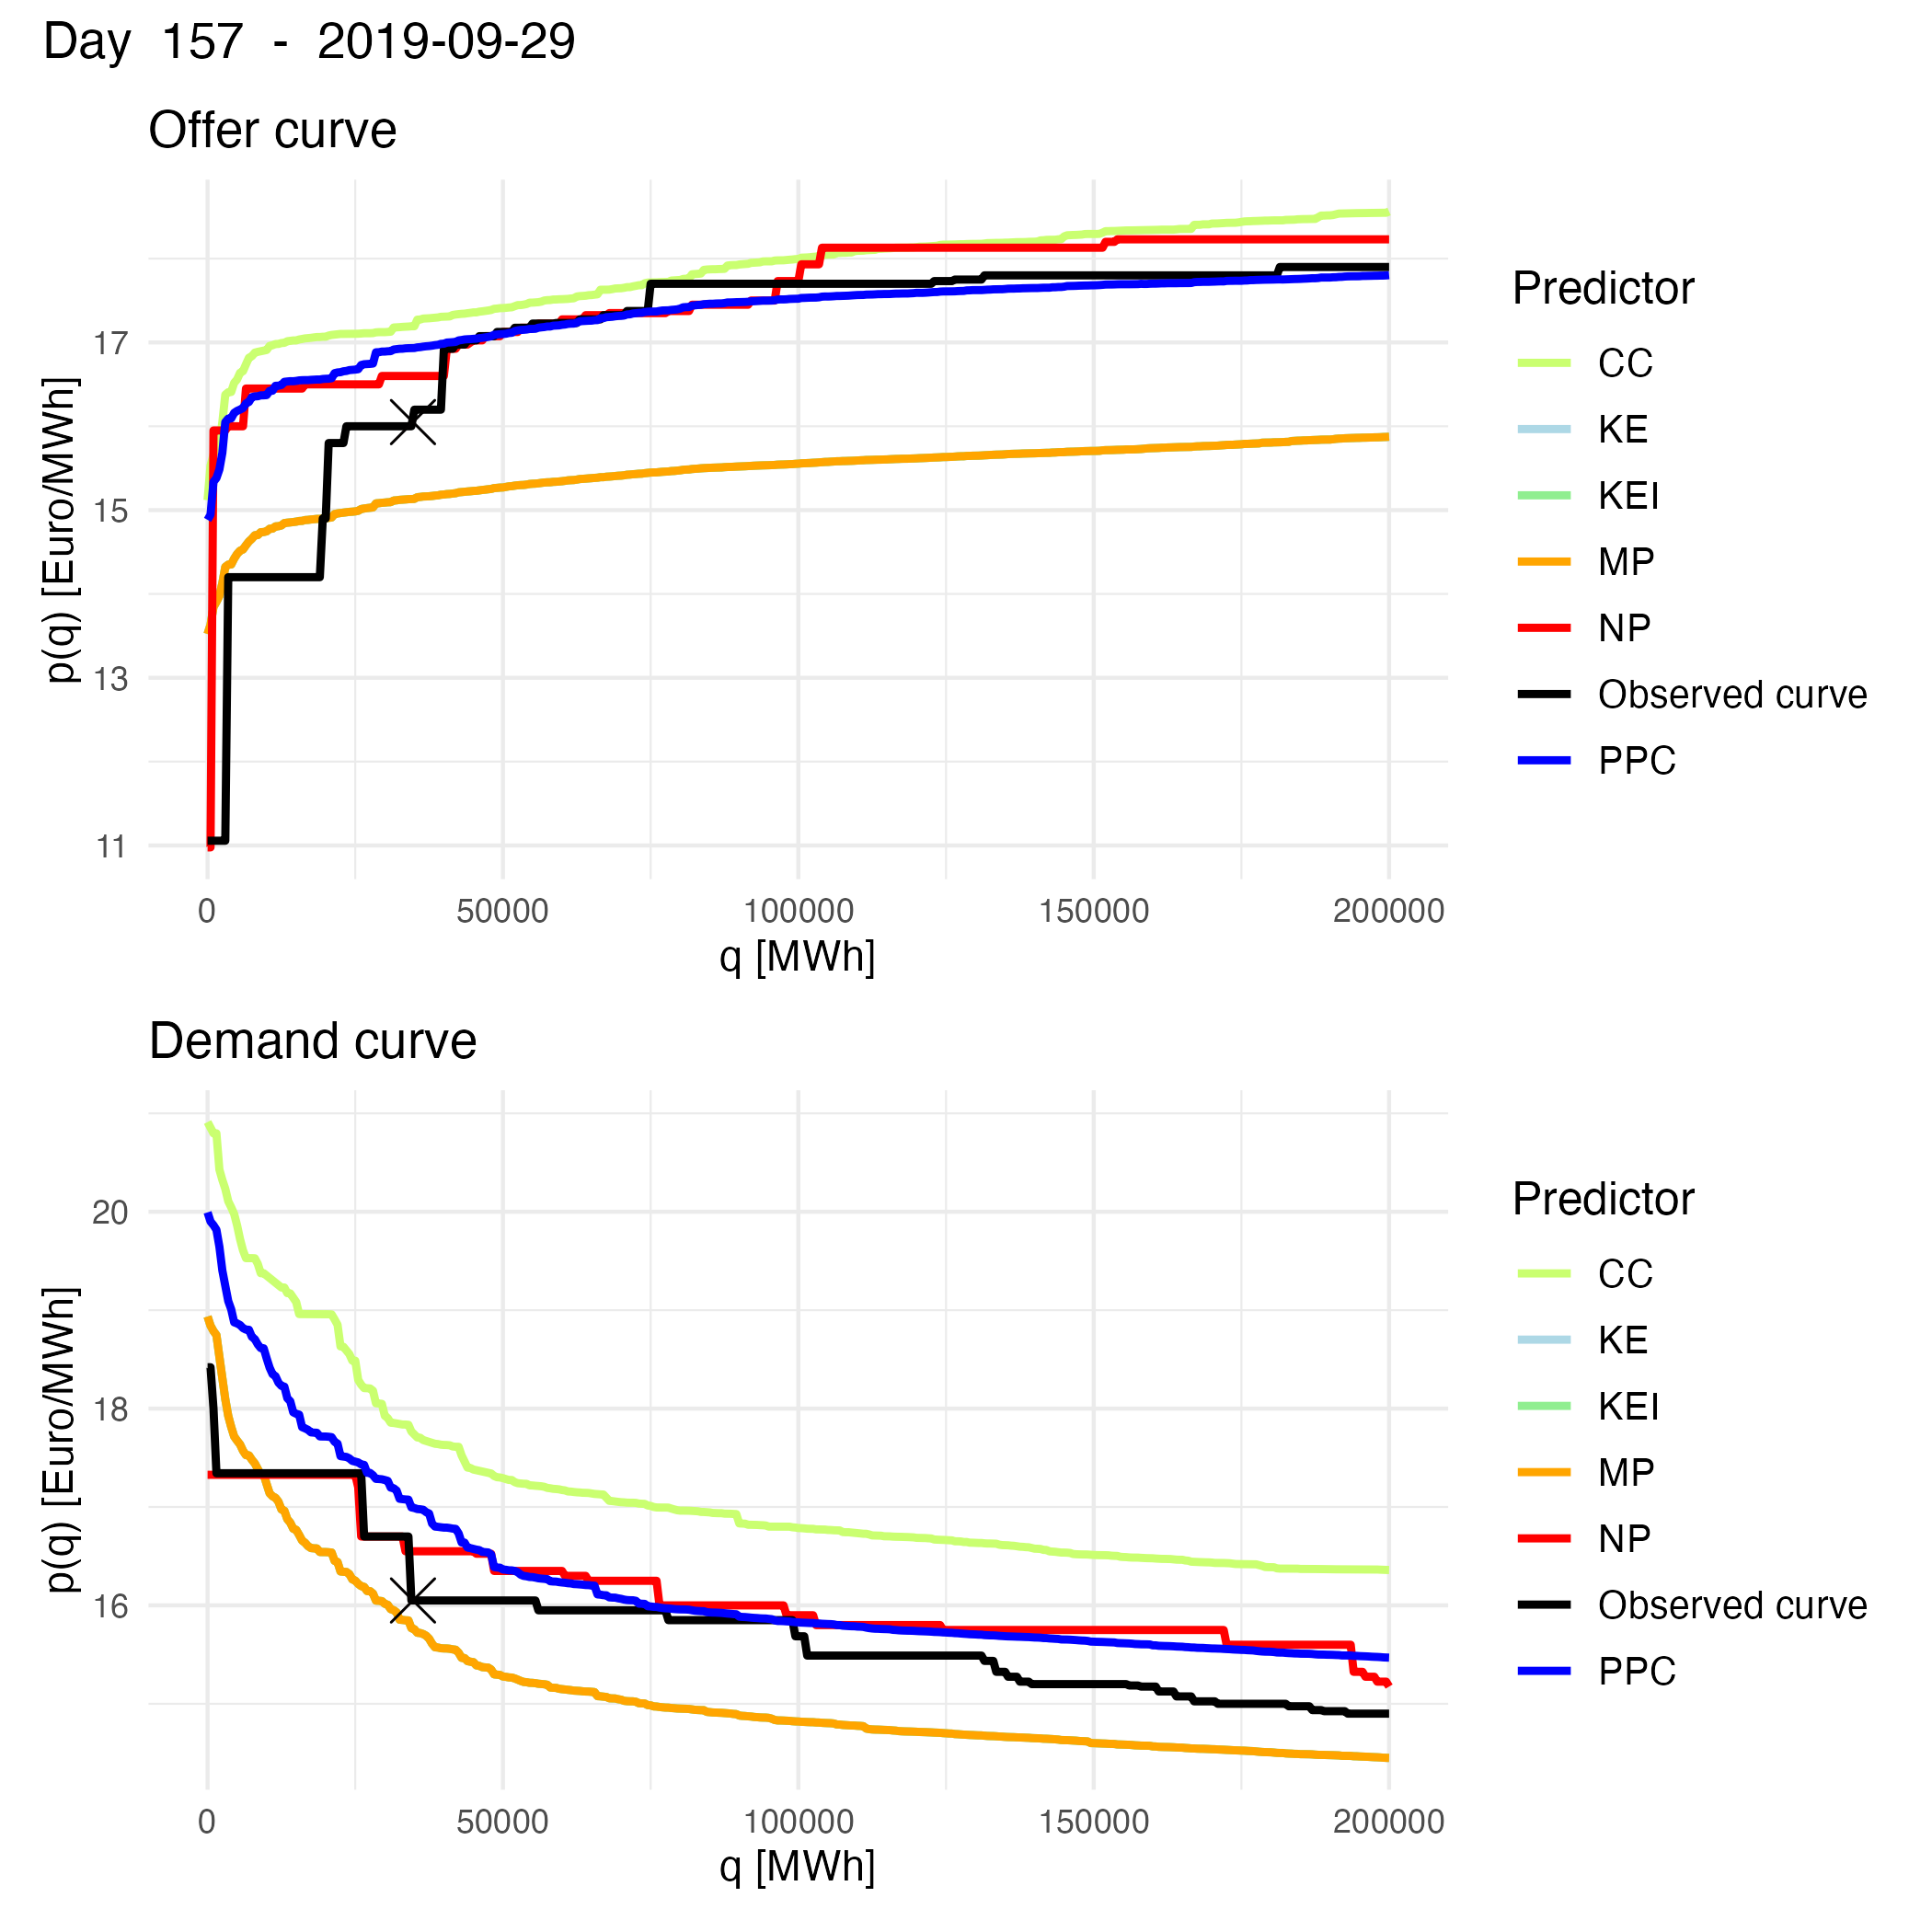 Day 157 - 2019-09-29
Offer curve
17
15
13
11
p(q) [Euro/MWh]
0 50000 100000 150000 200000
q [MWh]
Predictor
CC
KE
KEI
MP
NP
Observed curve
PPC
Demand curve
20
18
16
p(q) [Euro/MWh]
0 50000 100000 150000 200000
q [MWh]
Predictor
CC
KE
KEI
MP
NP
Observed curve
PPC